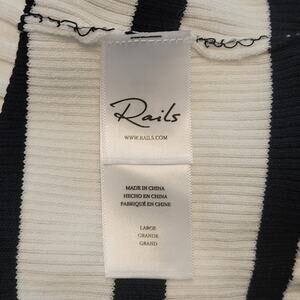 Rails
WWW.RAILS.COM
MADE IN CHINA
HECHO EN CHINA
FABRIQUÉ EN CHINE
LARGE
GRANDE
GRAND